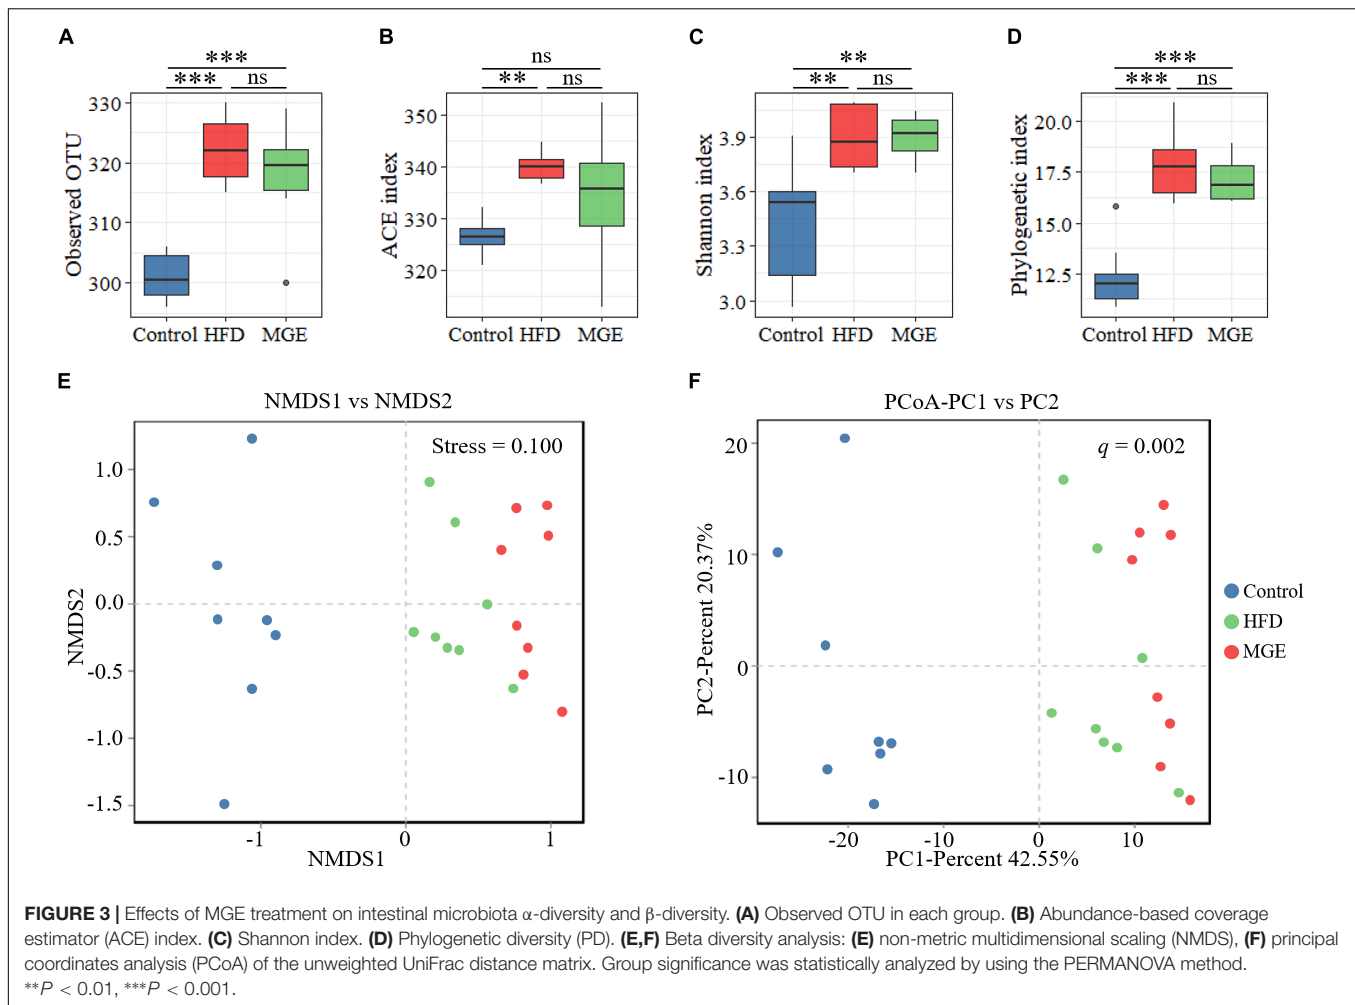 A
B
C
D
***
*** ns
ns
** ns
**
** ns
***
*** ns
Observed OTU
330
320
310
300
Control HFD MGE
ACE index
350
340
330
320
Control HFD MGE
Shannon index
3.9
3.6
3.3
3.0
Control HFD MGE
Phylogenetic index
20.0
17.5
15.0
12.5
Control HFD MGE
E
NMDS1 vs NMDS2
Stress = 0.100
NMDS2
1.0
0.5
0.0
-0.5
-1.0
-1.5
-1 0 1
NMDS1
F
PCoA-PC1 vs PC2
q = 0.002
PC2-Percent 20.37%
20
10
0
-10
-20 -10 0 10
PC1-Percent 42.55%
Control
HFD
MGE
FIGURE 3 | Effects of MGE treatment on intestinal microbiota α-diversity and β-diversity. (A) Observed OTU in each group. (B) Abundance-based coverage
estimator (ACE) index. (C) Shannon index. (D) Phylogenetic diversity (PD). (E,F) Beta diversity analysis: (E) non-metric multidimensional scaling (NMDS), (F) principal
coordinates analysis (PCoA) of the unweighted UniFrac distance matrix. Group significance was statistically analyzed by using the PERMANOVA method.
**P < 0.01, ***P < 0.001.